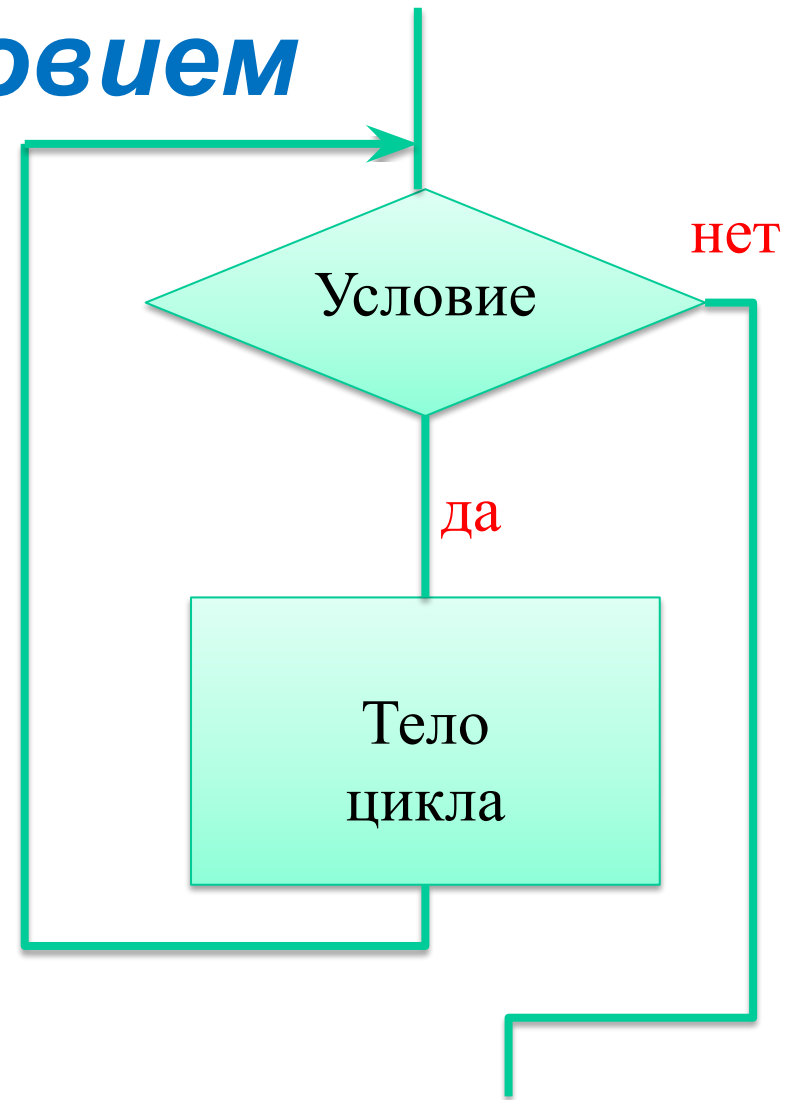 овием
нет
Условие
да
Тело
цикла